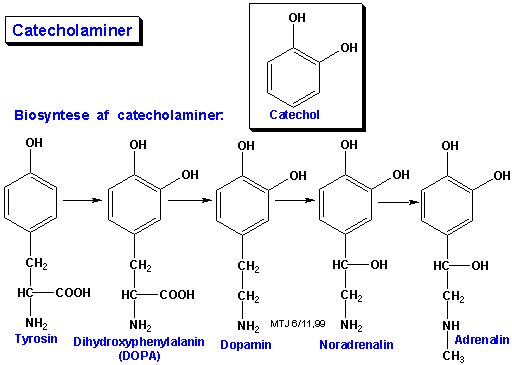 Catecholaminer
OH
OH
Catechol
Biosyntese af catecholaminer:
OH
CH2
HC
COOH
NH2
Tyrosin
OH
OH
CH2
HC
COOH
NH2
Dihydroxyphenylalanin
(DOPA)
OH
OH
CH2
CH2
NH2
Dopamin
MTJ 6/11,99
OH
OH
HC
OH
CH2
NH2
Noradrenalin
OH
OH
HC
OH
CH2
NH
CH3
Adrenalin